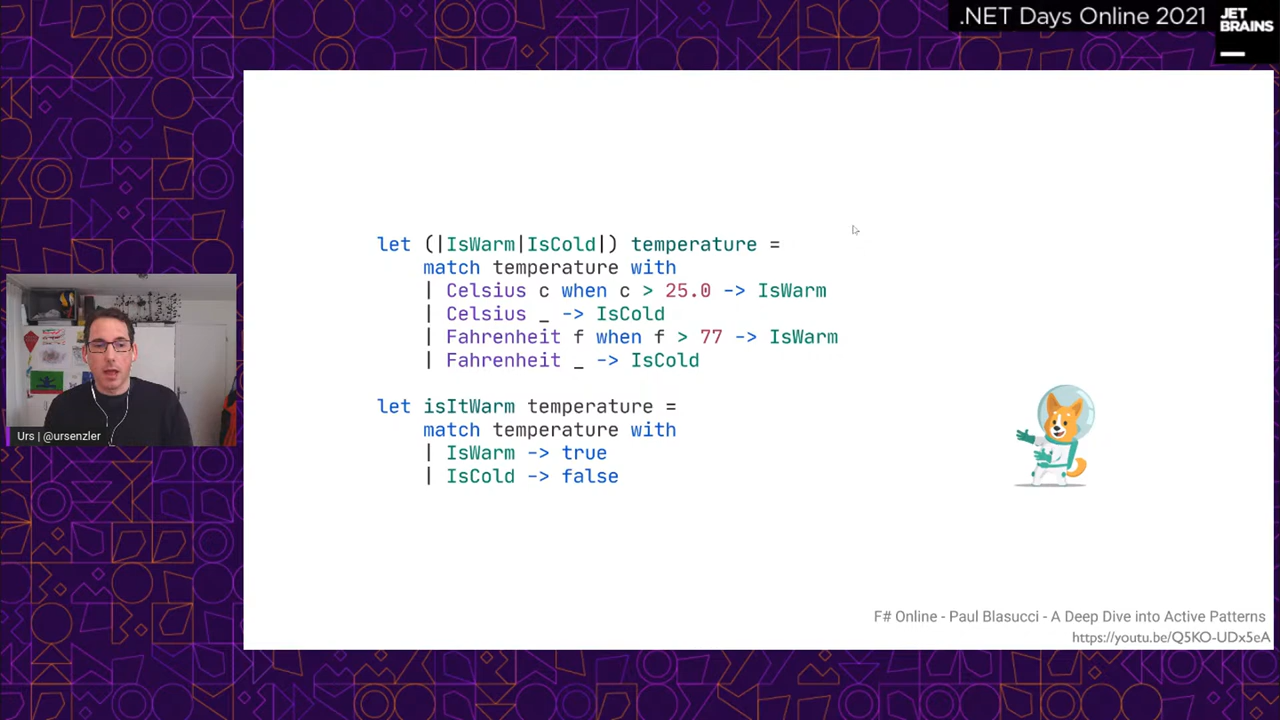 .NET Days Online 2021
JET
BRAINS
let (|IsWarm|IsCold|) temperature =
match temperature with
| Celsius c when c > 25.0 -> IsWarm
| Celsius _ -> IsCold
| Fahrenheit f when f > 77 -> IsWarm
| Fahrenheit _ -> IsCold
let isItWarm temperature =
match temperature with
| IsWarm -> true
| IsCold -> false
Urs | @ursenzler
F# Online - Paul Blasucci - A Deep Dive into Active Patterns
https://youtu.be/Q5KO-UDx5eA